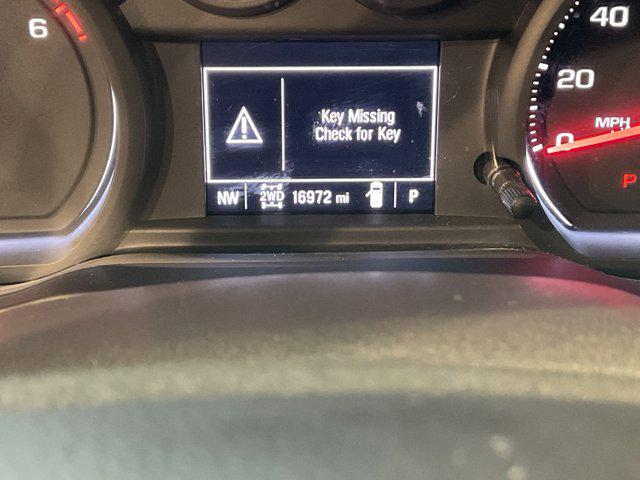 6
Key Missing
Check for Key
NW 2WD 16972 mi P
40
20
MPH
0
P